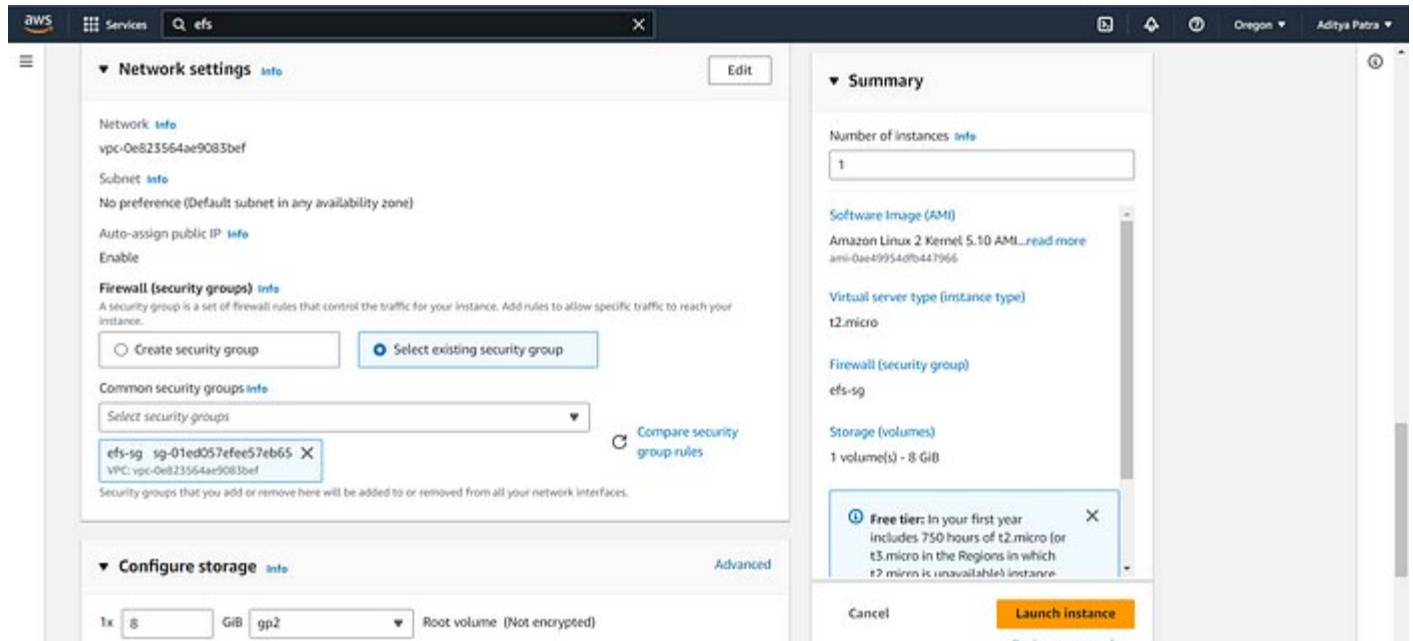 aws
Services
efs
Oregon ▼
Aditya Patra ▼
▼ Network settings Info
Edit
Network Info
vpc-0e823564ae9083bef
Subnet Info
No preference (Default subnet in any availability zone)
Auto-assign public IP Info
Enable
Firewall (security groups) Info
A security group is a set of firewall rules that control the traffic for your instance. Add rules to allow specific traffic to reach your
instance.
Create security group
Select existing security group
Common security groups Info
Select security groups
efs-sg sg-01ed057efee57eb65
VPC: vpc-0e823564ae9083bef
Compare security
group rules
Security groups that you add or remove here will be added to or removed from all your network interfaces.
▼ Configure storage Info
Advanced
1x 8 GiB gp2 Root volume (Not encrypted)
▼ Summary
Number of instances Info
1
Software Image (AMI)
Amazon Linux 2 Kernel 5.10 AMI...read more
ami-0ae49954dfb447966
Virtual server type (instance type)
t2.micro
Firewall (security group)
efs-sg
Storage (volumes)
1 volume(s) - 8 GiB
Free tier: In your first year
includes 750 hours of t2.micro (or
t3.micro in the Regions in which
t2.micro is unavailable) instance
Cancel
Launch instance